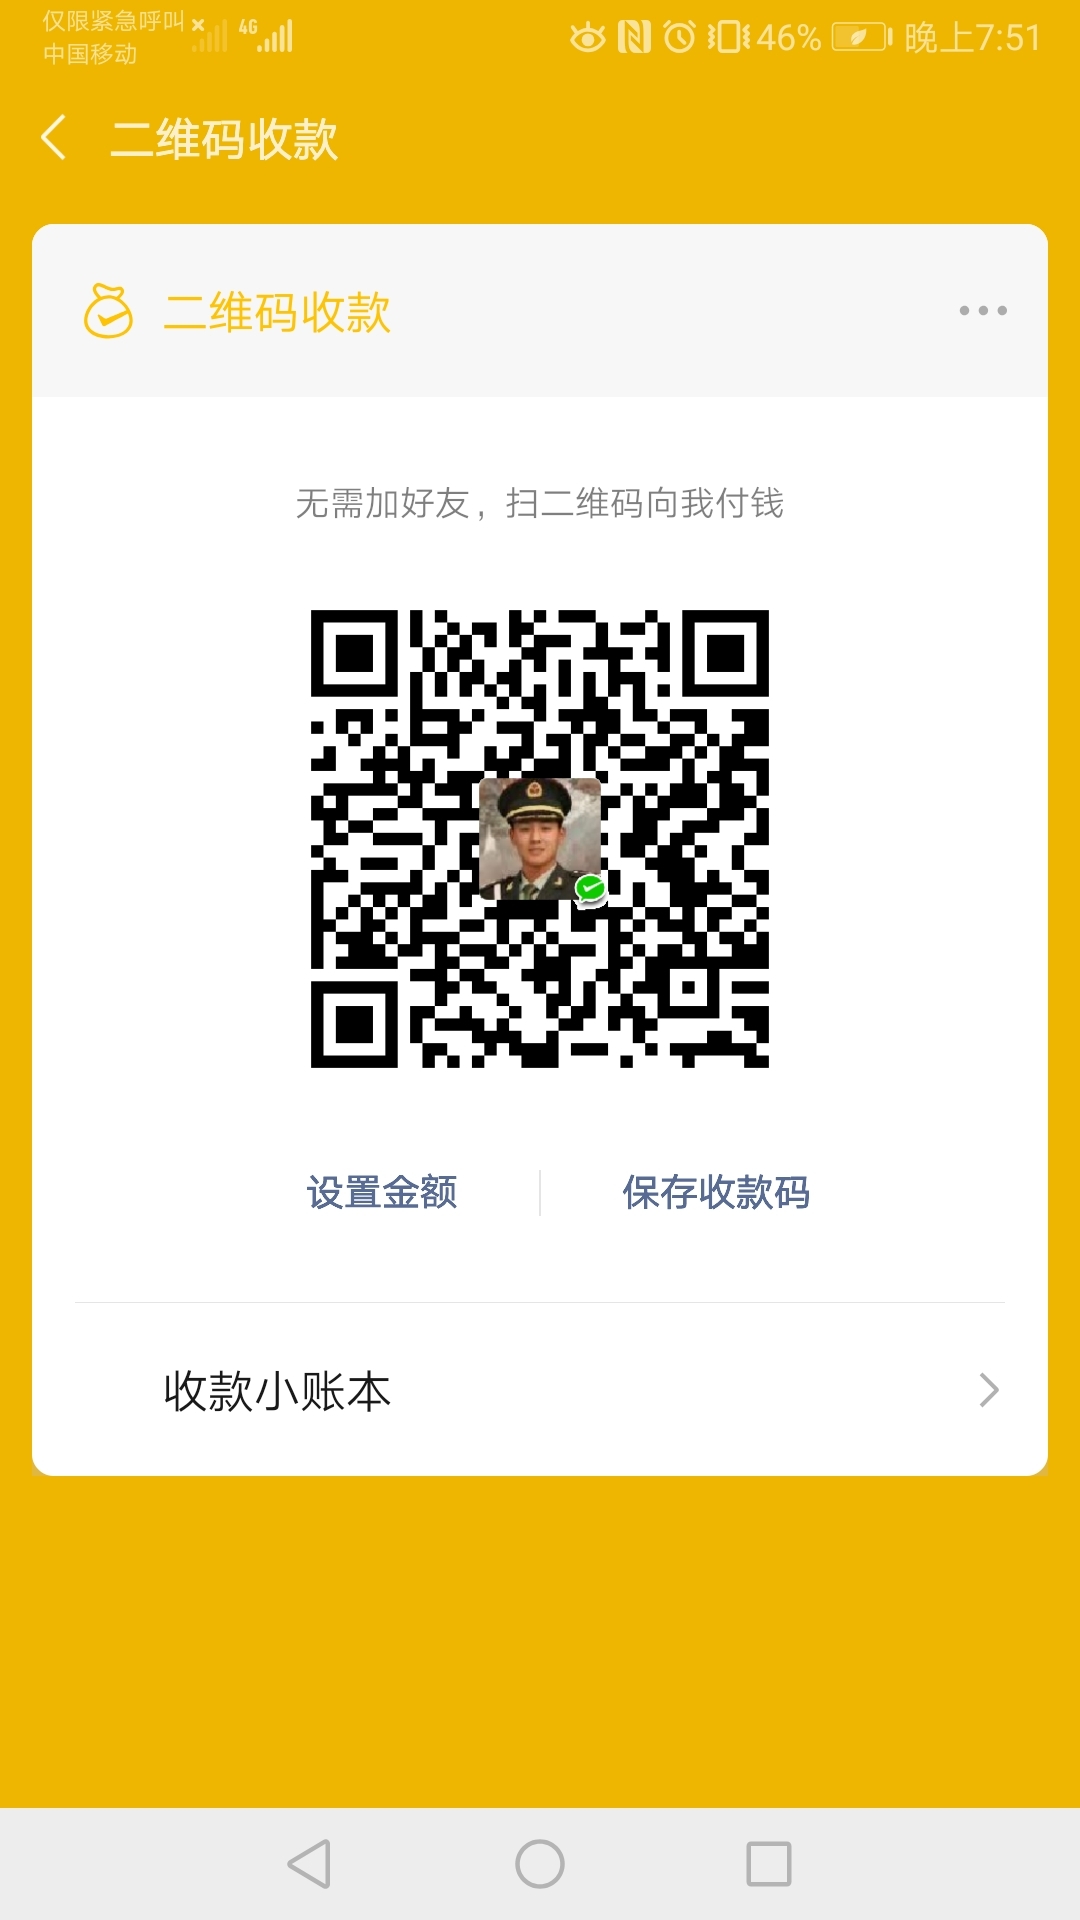 仅限紧急呼叫
4G
中国移动
46%
晚上7:51
二维码收款
二维码收款
无需加好友，扫二维码向我付钱
设置金额
保存收款码
收款小账本